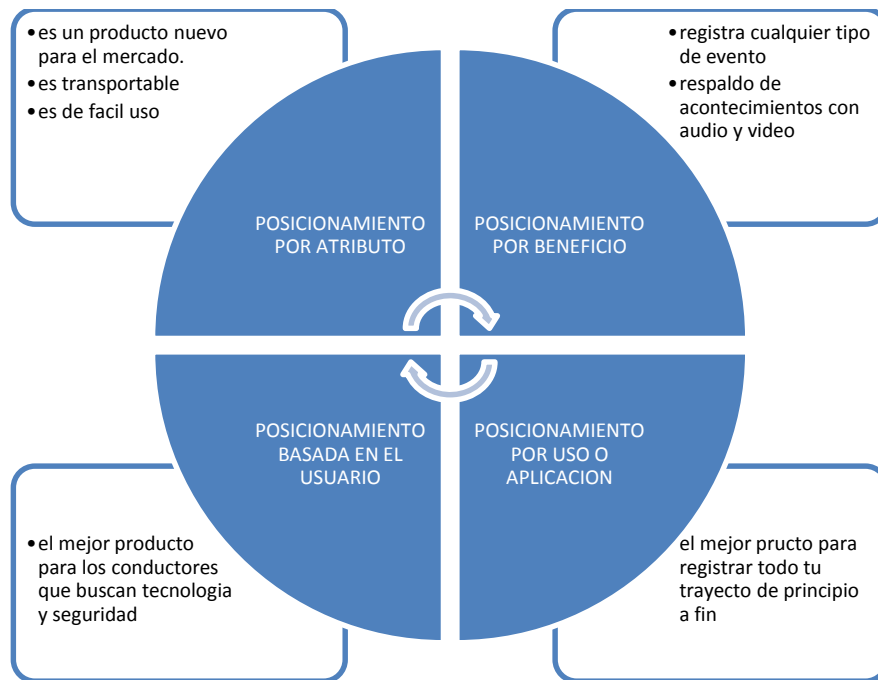 •es un producto nuevo
para el mercado.
•es transportable
•es de facil uso
•registra cualquier tipo
de evento
•respaldo de
acontecimientos con
audio y video
POSICIONAMIENTO
POR ATRIBUTO
POSICIONAMIENTO
POR BENEFICIO
POSICIONAMIENTO
BASADA EN EL
USUARIO
POSICIONAMIENTO
POR USO O
APLICACION
•el mejor producto
para los conductores
que buscan tecnologia
y seguridad
el mejor pructo para
registrar todo tu
trayecto de principio
a fin